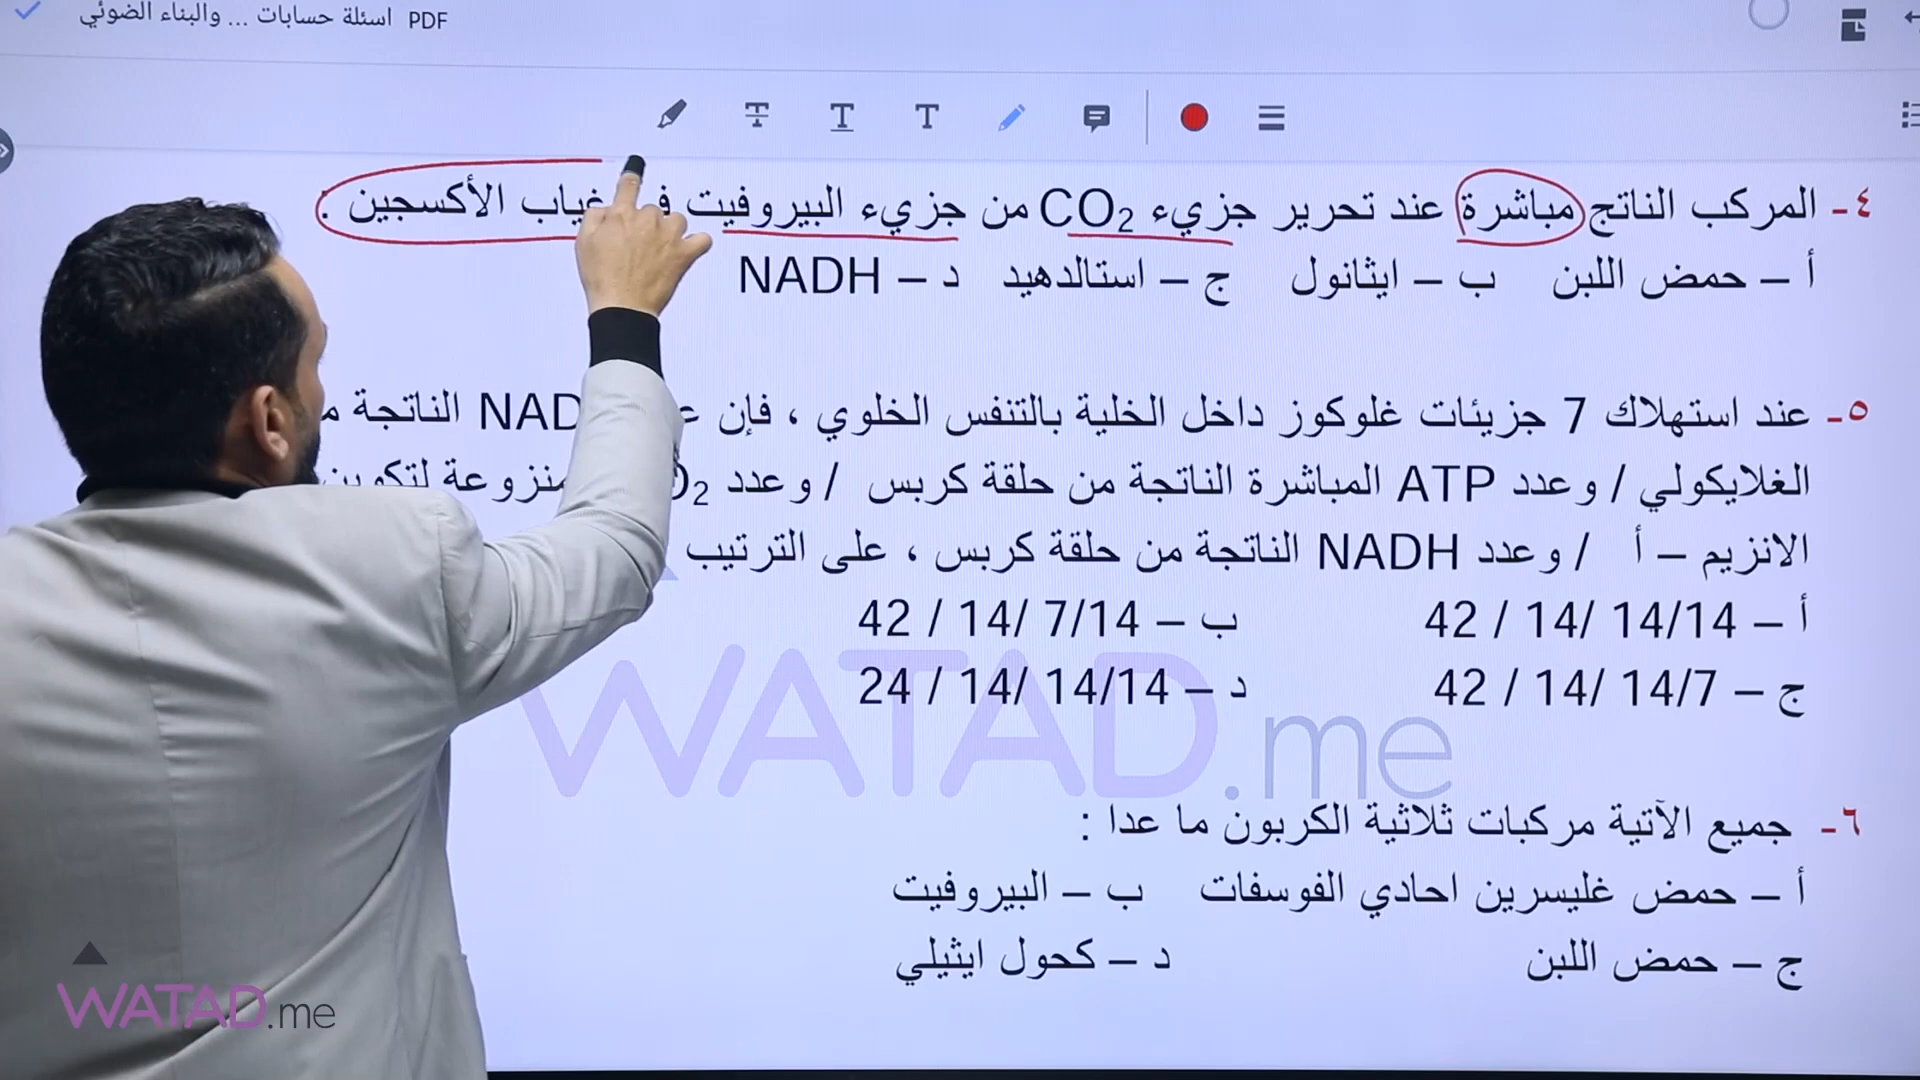 اسئلة حسابات ... والبناء الضوئي PDF
٤- المركب الناتج مباشرة عند تحرير جزيء CO₂ من جزيء البيروفيت غياب الأكسجين :
أ – حمض اللبن ب – ايثانول ج – استالدهيد د – NADH
٥- عند استهلاك 7 جزيئات غلوكوز داخل الخلية بالتنفس الخلوي ، فإن NAD الناتجة
الغلايكولي / وعدد ATP المباشرة الناتجة من حلقة كربس / وعدد منزوعة لتكوين
الانزيم – أ / وعدد NADH الناتجة من حلقة كربس ، على الترتيب
أ – 14/14 /14 / 42 ب – 7/14 /14 / 42
ج – 14/7 /14 / 42 د – 14/14 /14 / 24
٦- جميع الآتية مركبات ثلاثية الكربون ما عدا :
أ – حمض غليسرين احادي الفوسفات ب – البيروفيت
ج – حمض اللبن د – كحول ايثيلي
WATAD.me
WATAD.me